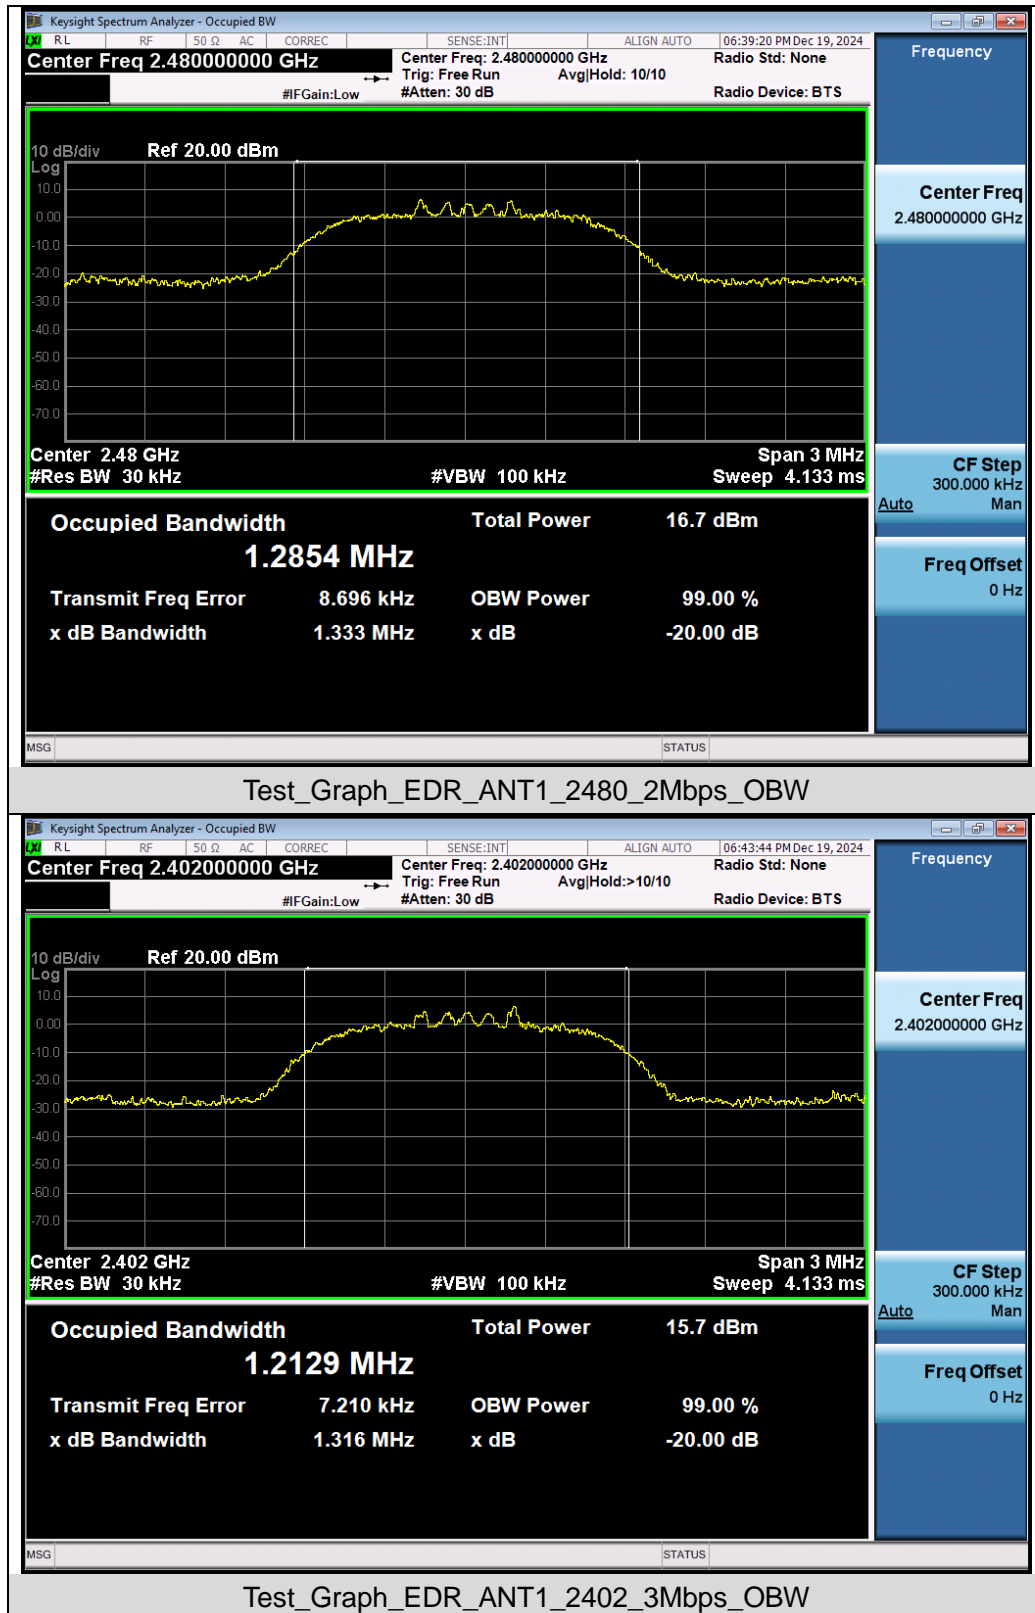 Keysight Spectrum Analyzer - Occupied BW
LXI RL RF 50 Ω AC CORREC SENSE:INT ALIGN AUTO 06:39:20 PM Dec 19, 2024
Center Freq 2.480000000 GHz
Center Freq: 2.480000000 GHz
Radio Std: None
Trig: Free Run Avg|Hold: 10/10
#IFGain:Low
#Atten: 30 dB
Radio Device: BTS
Frequency
10 dB/div Ref 20.00 dBm
Log
10.0
0.00
-10.0
-20.0
-30.0
-40.0
-50.0
-60.0
-70.0
Center Freq
2.480000000 GHz
Center 2.48 GHz Span 3 MHz
#Res BW 30 kHz #VBW 100 kHz Sweep 4.133 ms
CF Step
300.000 kHz
Auto Man
Occupied Bandwidth Total Power 16.7 dBm
1.2854 MHz
Transmit Freq Error 8.696 kHz OBW Power 99.00 %
x dB Bandwidth 1.333 MHz x dB -20.00 dB
Freq Offset
0 Hz
MSG STATUS
Test_Graph_EDR_ANT1_2480_2Mbps_OBW
Keysight Spectrum Analyzer - Occupied BW
LXI RL RF 50 Ω AC CORREC SENSE:INT ALIGN AUTO 06:43:44 PM Dec 19, 2024
Center Freq 2.402000000 GHz
Center Freq: 2.402000000 GHz
Radio Std: None
Trig: Free Run Avg|Hold:>10/10
#IFGain:Low
#Atten: 30 dB
Radio Device: BTS
Frequency
10 dB/div Ref 20.00 dBm
Log
10.0
0.00
-10.0
-20.0
-30.0
-40.0
-50.0
-60.0
-70.0
Center Freq
2.402000000 GHz
Center 2.402 GHz Span 3 MHz
#Res BW 30 kHz #VBW 100 kHz Sweep 4.133 ms
CF Step
300.000 kHz
Auto Man
Occupied Bandwidth Total Power 15.7 dBm
1.2129 MHz
Transmit Freq Error 7.210 kHz OBW Power 99.00 %
x dB Bandwidth 1.316 MHz x dB -20.00 dB
Freq Offset
0 Hz
MSG STATUS
Test_Graph_EDR_ANT1_2402_3Mbps_OBW